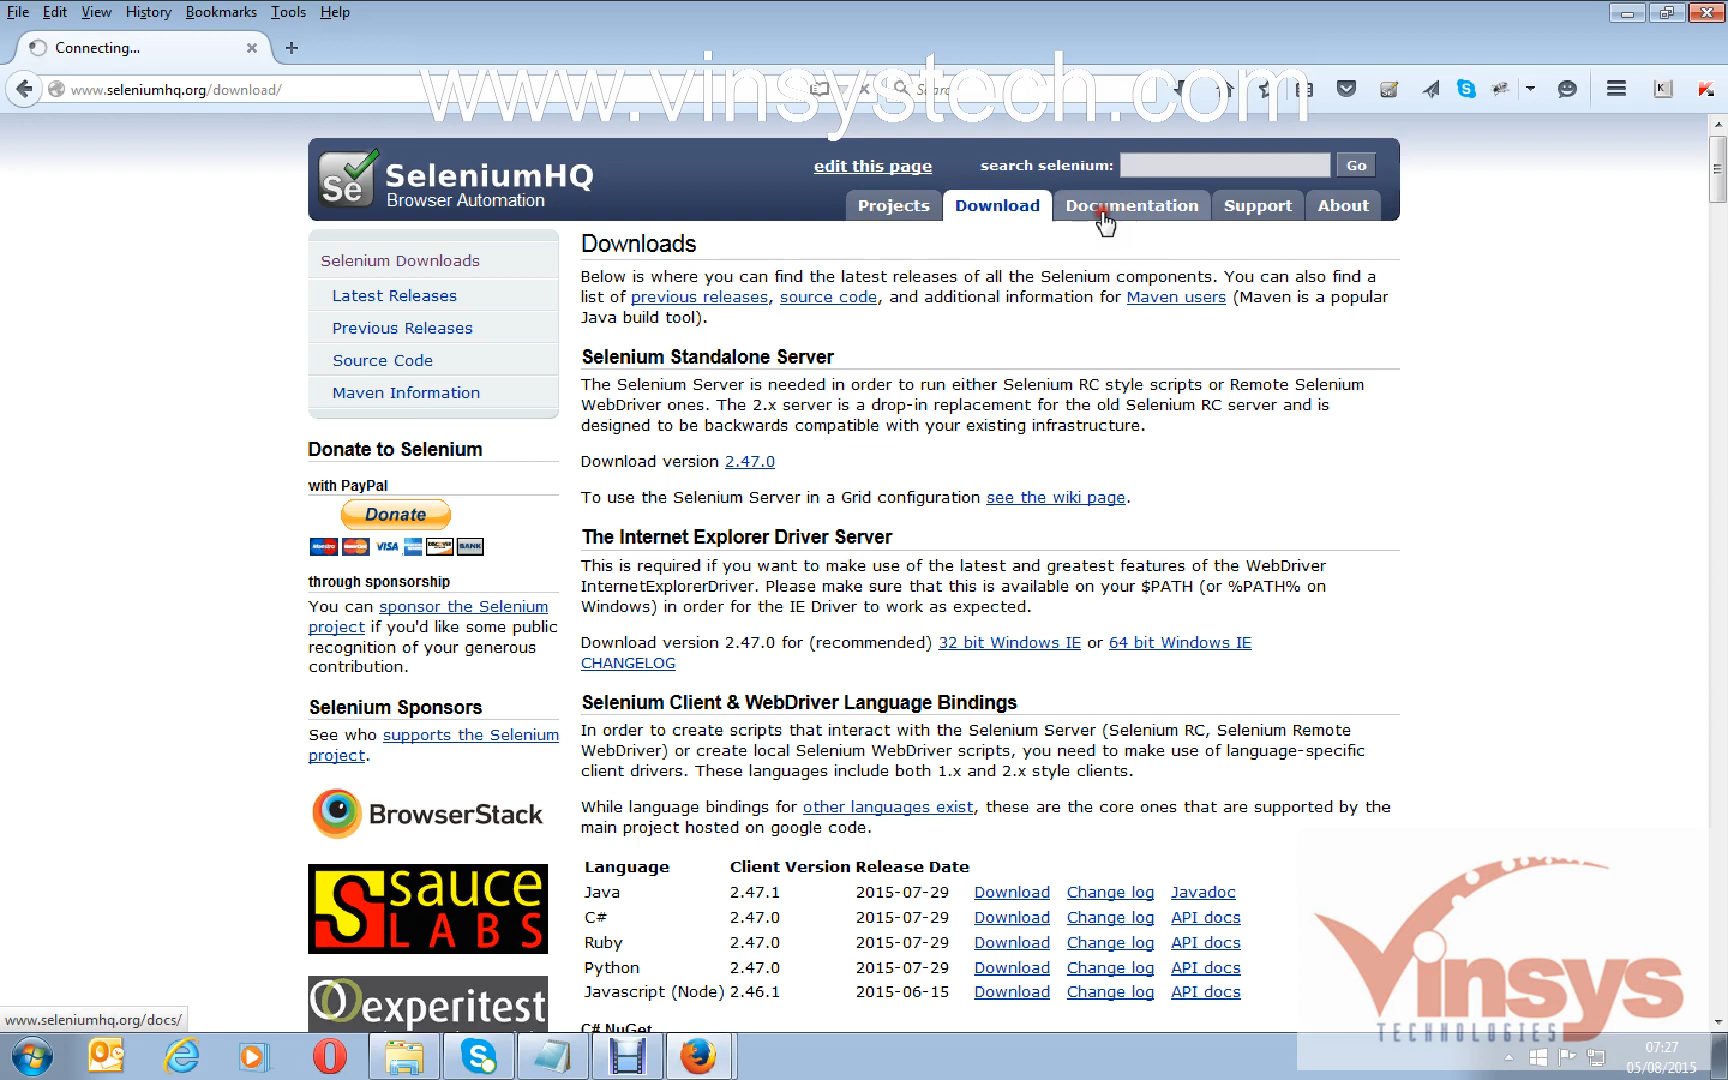 File Edit View History Bookmarks Tools Help
Connecting...
www.seleniumhq.org/download/
www.vinsystech.com
Se SeleniumHQ
Browser Automation
edit this page search selenium: Go
Projects Download Documentation Support About
Selenium Downloads
Latest Releases
Previous Releases
Source Code
Maven Information
Donate to Selenium
with PayPal
Donate
VISA
BANK
through sponsorship
You can sponsor the Selenium
project if you'd like some public
recognition of your generous
contribution.
Selenium Sponsors
See who supports the Selenium
project.
BrowserStack
S sauce
LABS
experitest
Downloads
Below is where you can find the latest releases of all the Selenium components. You can also find a
list of previous releases, source code, and additional information for Maven users (Maven is a popular
Java build tool).
Selenium Standalone Server
The Selenium Server is needed in order to run either Selenium RC style scripts or Remote Selenium
WebDriver ones. The 2.x server is a drop-in replacement for the old Selenium RC server and is
designed to be backwards compatible with your existing infrastructure.
Download version 2.47.0
To use the Selenium Server in a Grid configuration see the wiki page.
The Internet Explorer Driver Server
This is required if you want to make use of the latest and greatest features of the WebDriver
InternetExplorerDriver. Please make sure that this is available on your $PATH (or %PATH% on
Windows) in order for the IE Driver to work as expected.
Download version 2.47.0 for (recommended) 32 bit Windows IE or 64 bit Windows IE
CHANGELOG
Selenium Client & WebDriver Language Bindings
In order to create scripts that interact with the Selenium Server (Selenium RC, Selenium Remote
WebDriver) or create local Selenium WebDriver scripts, you need to make use of language-specific
client drivers. These languages include both 1.x and 2.x style clients.
While language bindings for other languages exist, these are the core ones that are supported by the
main project hosted on google code.
Language Client Version Release Date
Java 2.47.1 2015-07-29 Download Change log Javadoc
C# 2.47.0 2015-07-29 Download Change log API docs
Ruby 2.47.0 2015-07-29 Download Change log API docs
Python 2.47.0 2015-07-29 Download Change log API docs
Javascript (Node) 2.46.1 2015-06-15 Download Change log API docs
C# NuGet
Vinsys
TECHNOLOGIES
www.seleniumhq.org/docs/
07:27
05/08/2015